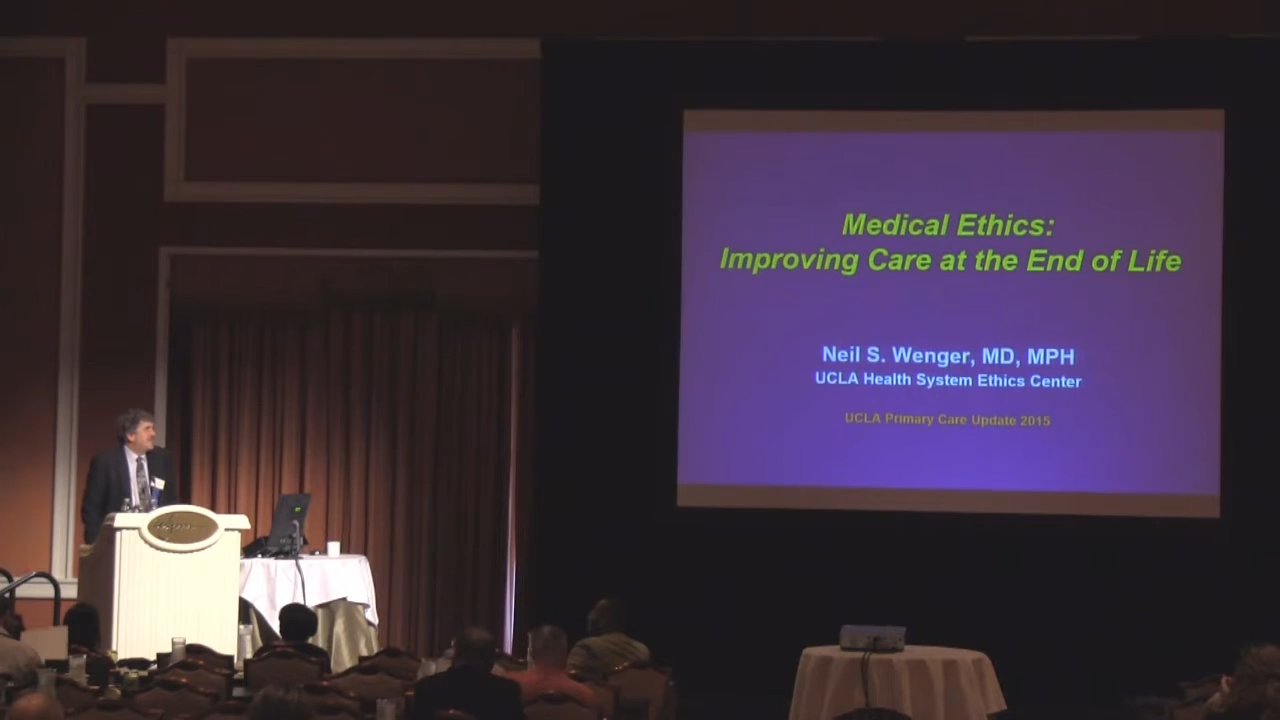 Medical Ethics:
Improving Care at the End of Life
Neil S. Wenger, MD, MPH
UCLA Health System Ethics Center
UCLA Primary Care Update 2015